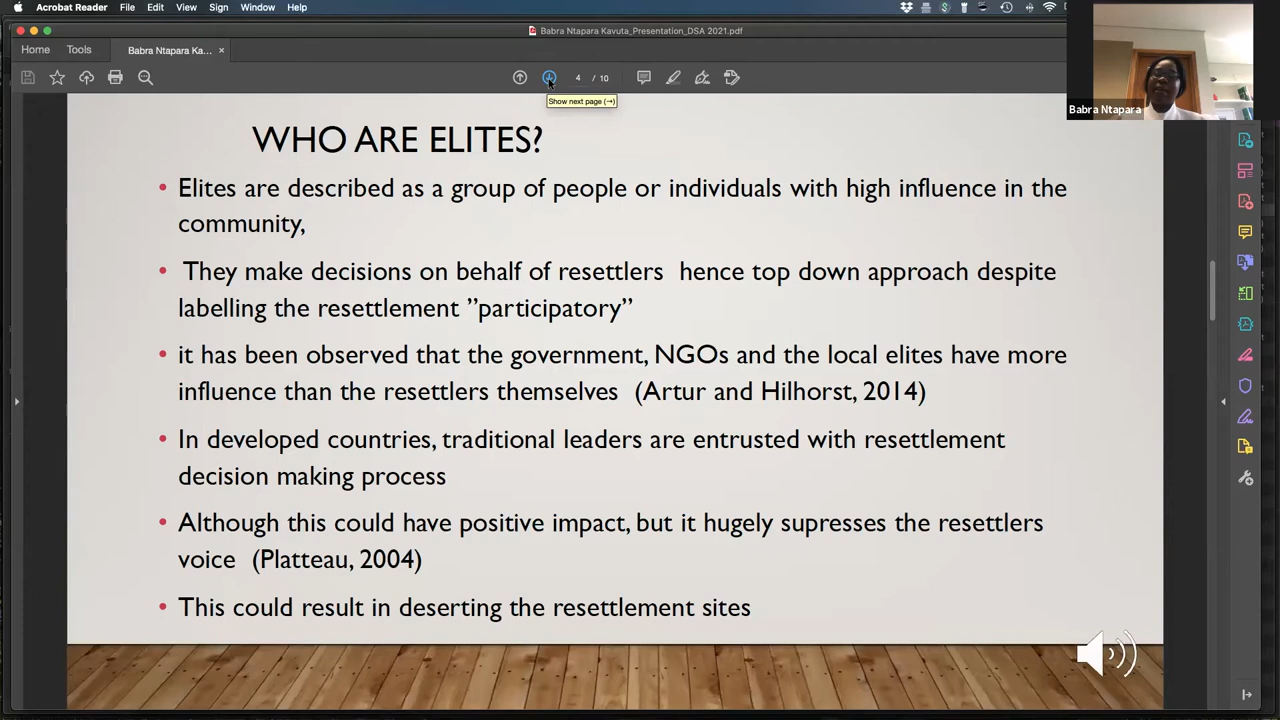 Acrobat Reader File Edit View Sign Window Help
Babra Ntapara Kavuta_Presentation_DSA 2021.pdf
Home Tools Babra Ntapara Ka... ×
4 / 10
Show next page (→)
Babra Ntapara
WHO ARE ELITES?
• Elites are described as a group of people or individuals with high influence in the
community,
• They make decisions on behalf of resettlers hence top down approach despite
labelling the resettlement ”participatory”
• it has been observed that the government, NGOs and the local elites have more
influence than the resettlers themselves (Artur and Hilhorst, 2014)
• In developed countries, traditional leaders are entrusted with resettlement
decision making process
• Although this could have positive impact, but it hugely supresses the resettlers
voice (Platteau, 2004)
• This could result in deserting the resettlement sites